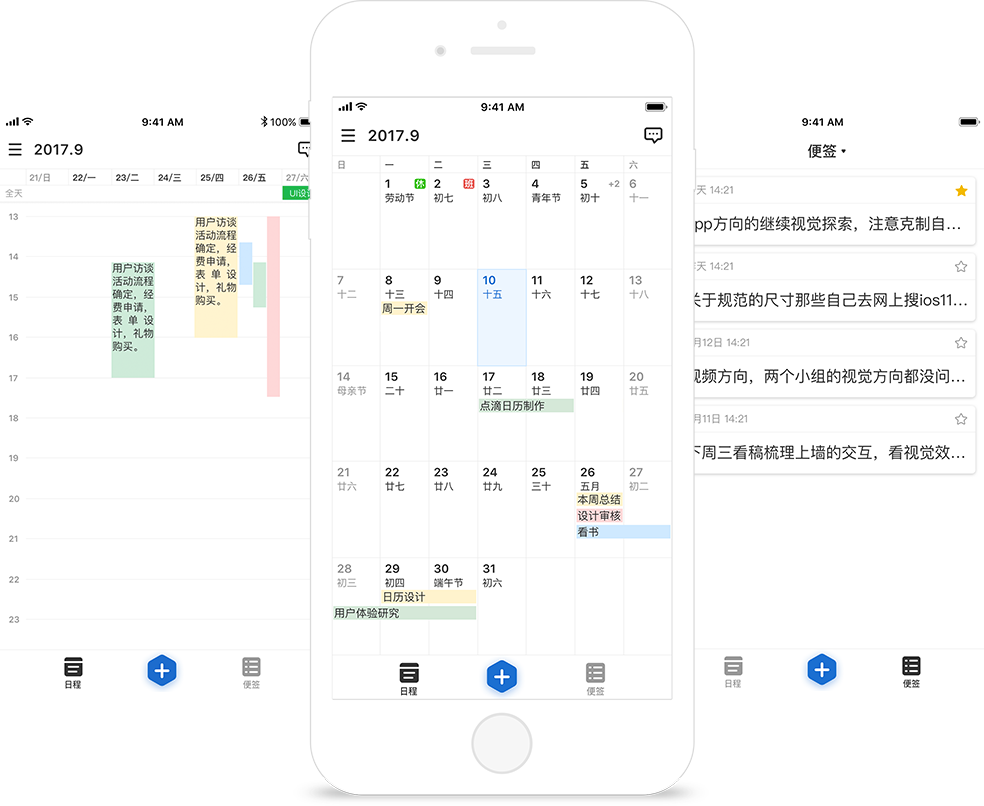 9:41 AM
100%
2017.9
21/日 22/一 23/二 24/三 25/四 26/五 27/六
全天
UI设
13
14
15
16
17
18
19
20
21
22
23
用户访谈
活动流程
确定，经
费申请，
表单设
计，礼物
购买。
用户访谈
活动流程
确定，经
费申请，
表单设
计，礼物
购买。
日程
便签
9:41 AM
2017.9
日 一 二 三 四 五 六
1 休 2 班 3 4 5 +2 6
劳动节 初七 初八 青年节 初十 十一
7 8 9 10 11 12 13
十二 十三 十四 十五 十六 十七 十八
周一开会
14 15 16 17 18 19 20
母亲节 二十 廿一 廿二 廿三 廿四 廿五
点滴日历制作
21 22 23 24 25 26 27
廿六 廿七 廿八 廿九 三十 五月 初二
本周总结
设计审核
看书
28 29 30 31
初三 初四 端午节 初六
日历设计
用户体验研究
日程
便签
9:41 AM
便签
天 14:21
pp方向的继续视觉探索，注意克制自...
天 14:21
关于规范的尺寸那些自己去网上搜ios11...
月12日 14:21
视频方向，两个小组的视觉方向都没问...
月11日 14:21
下周三看稿梳理上墙的交互，看视觉效...
日程
便签